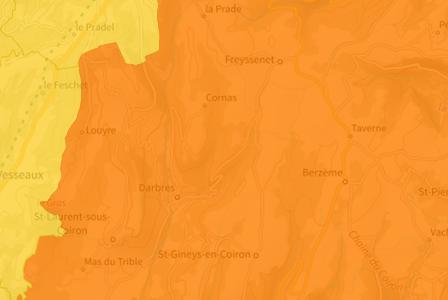 la Prade
le Pradel
Freyssenet
le Feschet
Cornas
Louyre
Taverne
Vesseaux
Berzème
Darbres
St-Pier
St-Laurent-sous-
Coiron
Vach
St-Gineys-en-Coiron
Mas du Trible
Chaîne du Coiron